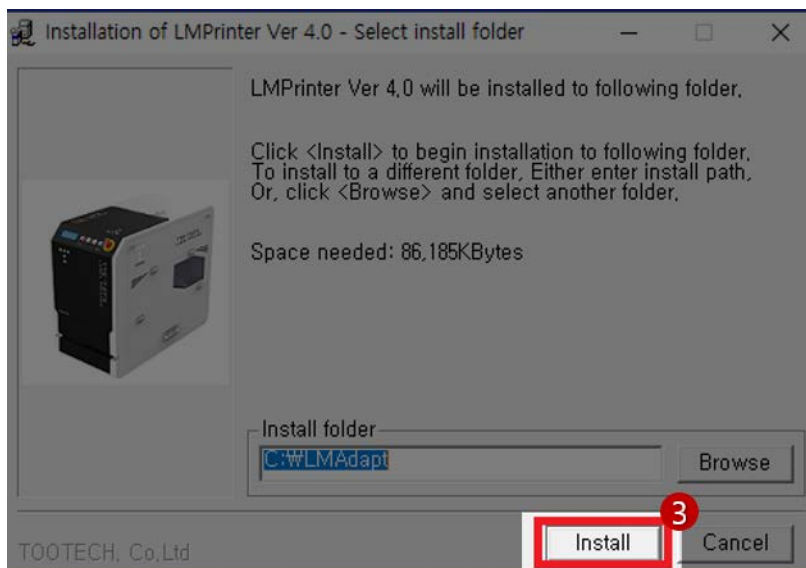 Installation of LMPrinter Ver 4.0 - Select install folder
LMPrinter Ver 4.0 will be installed to following folder.
Click <Install> to begin installation to following folder.
To install to a different folder, Either enter install path,
Or, click <Browse> and select another folder.
Space needed: 86,185KBytes
Install folder
C:₩LMAdapt
Browse
3
Install
Cancel
TOOTECH, Co,Ltd